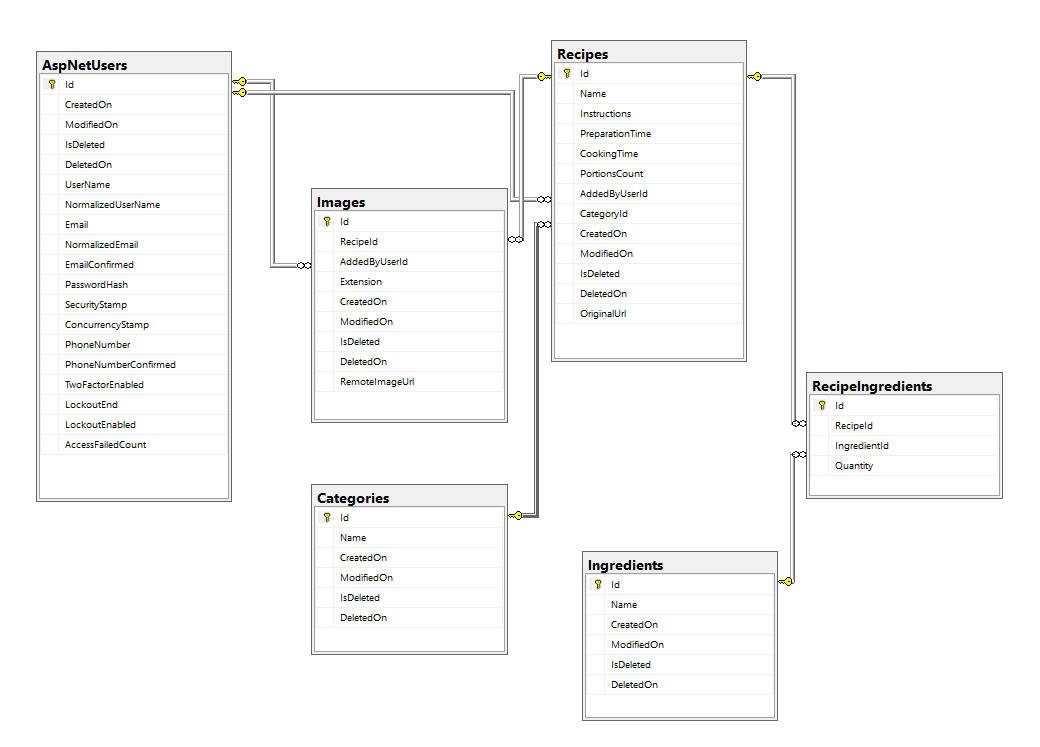 AspNetUsers
Id
CreatedOn
ModifiedOn
IsDeleted
DeletedOn
UserName
NormalizedUserName
Email
NormalizedEmail
EmailConfirmed
PasswordHash
SecurityStamp
ConcurrencyStamp
PhoneNumber
PhoneNumberConfirmed
TwoFactorEnabled
LockoutEnd
LockoutEnabled
AccessFailedCount
Images
Id
RecipeId
AddedByUserId
Extension
CreatedOn
ModifiedOn
IsDeleted
DeletedOn
RemoteImageUrl
Categories
Id
Name
CreatedOn
ModifiedOn
IsDeleted
DeletedOn
Recipes
Id
Name
Instructions
PreparationTime
CookingTime
PortionsCount
AddedByUserId
CategoryId
CreatedOn
ModifiedOn
IsDeleted
DeletedOn
OriginalUrl
Ingredients
Id
Name
CreatedOn
ModifiedOn
IsDeleted
DeletedOn
RecipeIngredients
Id
RecipeId
IngredientId
Quantity